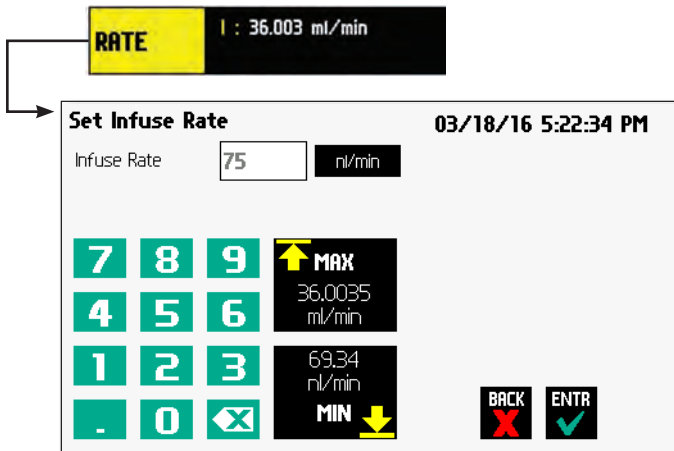 RATE
I : 36.003 ml/min
Set Infuse Rate
03/18/16 5:22:34 PM
Infuse Rate
75
nl/min
7 8 9
MAX
36.0035
ml/min
4 5 6
1 2 3
69.34
nl/min
MIN
. 0
BACK
X
ENTR